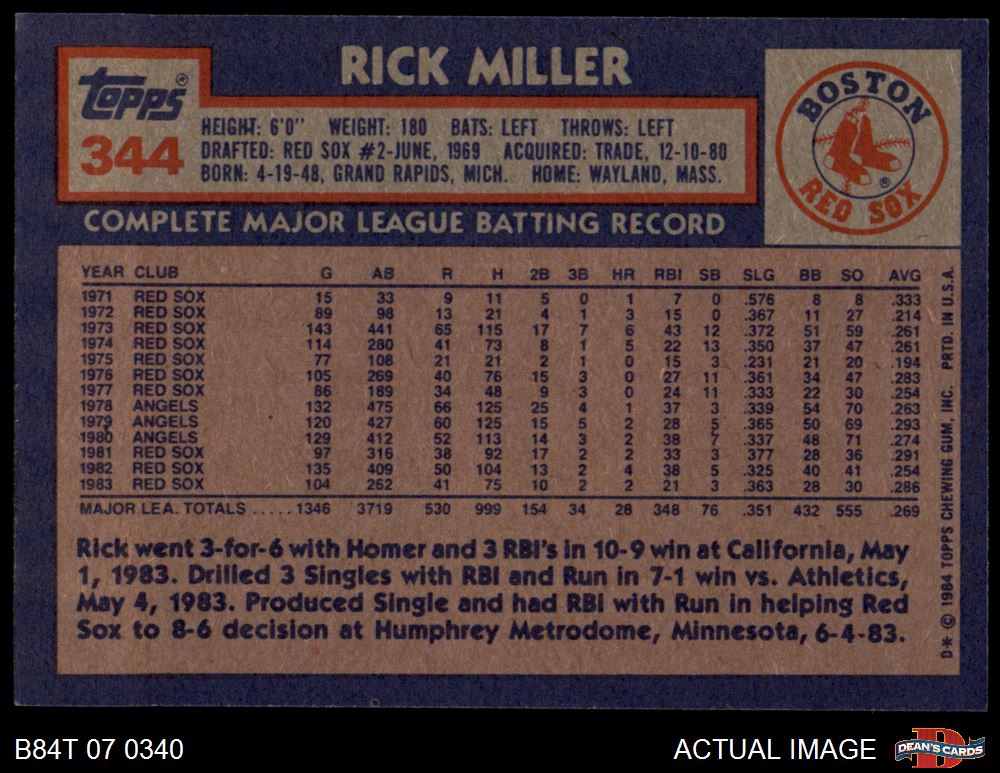 RICK MILLER
Topps®
344
HEIGHT: 6'0" WEIGHT: 180 BATS: LEFT THROWS: LEFT
DRAFTED: RED SOX #2-JUNE, 1969 ACQUIRED: TRADE, 12-10-80
BORN: 4-19-48, GRAND RAPIDS, MICH. HOME: WAYLAND, MASS.
BOSTON
RED SOX ®
COMPLETE MAJOR LEAGUE BATTING RECORD
YEAR CLUB G AB R H 2B 3B HR RBI SB SLG BB SO AVG
1971 RED SOX 15 33 9 11 5 0 1 7 0 .576 8 8 .333
1972 RED SOX 89 98 13 21 4 1 3 15 0 .367 11 27 .214
1973 RED SOX 143 441 65 115 17 7 6 43 12 .372 51 59 .261
1974 RED SOX 114 280 41 73 8 1 5 22 13 .350 37 47 .261
1975 RED SOX 77 108 21 21 2 1 0 15 3 .231 21 20 .194
1976 RED SOX 105 269 40 76 15 3 0 27 11 .361 34 47 .283
1977 RED SOX 86 189 34 48 9 3 0 24 11 .333 22 30 .254
1978 ANGELS 132 475 66 125 25 4 1 37 3 .339 54 70 .263
1979 ANGELS 120 427 60 125 15 5 2 28 5 .365 50 69 .293
1980 ANGELS 129 412 52 113 14 3 2 38 7 .337 48 71 .274
1981 RED SOX 97 316 38 92 17 2 2 33 3 .377 28 36 .291
1982 RED SOX 135 409 50 104 13 2 4 38 5 .325 40 41 .254
1983 RED SOX 104 262 41 75 10 2 2 21 3 .363 28 30 .286
MAJOR LEA. TOTALS ..... 1346 3719 530 999 154 34 28 348 76 .351 432 555 .269
Rick went 3-for-6 with Homer and 3 RBI's in 10-9 win at California, May
1, 1983. Drilled 3 Singles with RBI and Run in 7-1 win vs. Athletics,
May 4, 1983. Produced Single and had RBI with Run in helping Red
Sox to 8-6 decision at Humphrey Metrodome, Minnesota, 6-4-83.
D* © 1984 TOPPS CHEWING GUM, INC. PRTD. IN U.S.A.
B84T 07 0340
ACTUAL IMAGE
DEAN'S CARDS